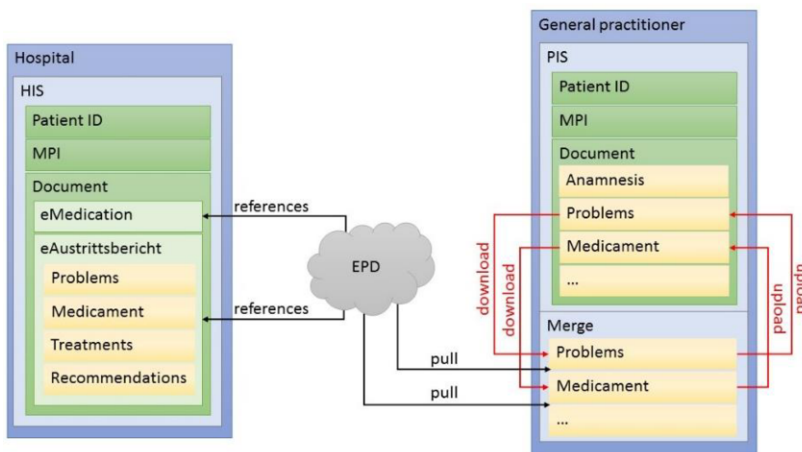 Hospital
HIS
Patient ID
MPI
Document
eMedication
eAustrittsbericht
Problems
Medicament
Treatments
Recommendations
references
references
EPD
pull
pull
General practitioner
PIS
Patient ID
MPI
Document
Anamnesis
Problems
Medicament
...
download
download
upload
upload
Merge
Problems
Medicament
...